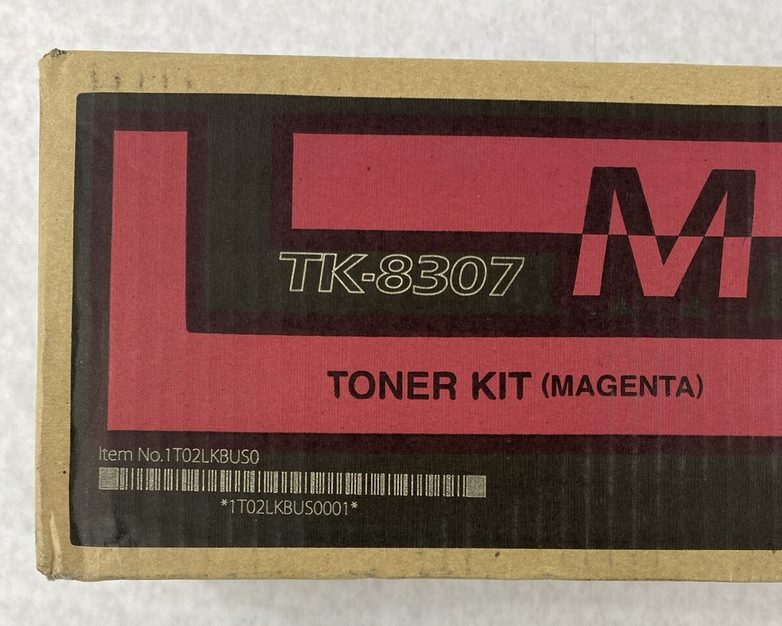 M
TK-8307
TONER KIT (MAGENTA)
Item No.1T02LKBUS0
*1T02LKBUS0001*